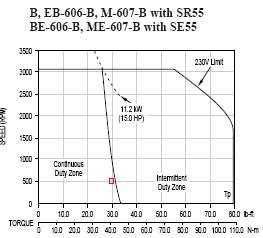 B, EB-606-B, M-607-B with SR55
BE-606-B, ME-607-B with SE55
3500
3000
2500
2000
1500
1000
500
0
SPEED (RPM)
230V Limit
11.2 kW
(15.0 HP)
Continuous
Duty Zone
Intermittent
Duty Zone
Tp
0 10.0 20.0 30.0 40.0 50.0 60.0 70.0 80.0 lb-ft
TORQUE
0 10.0 20.0 30.0 40.0 50.0 60.0 70.0 80.0 90.0 100.0 110.0 N-m